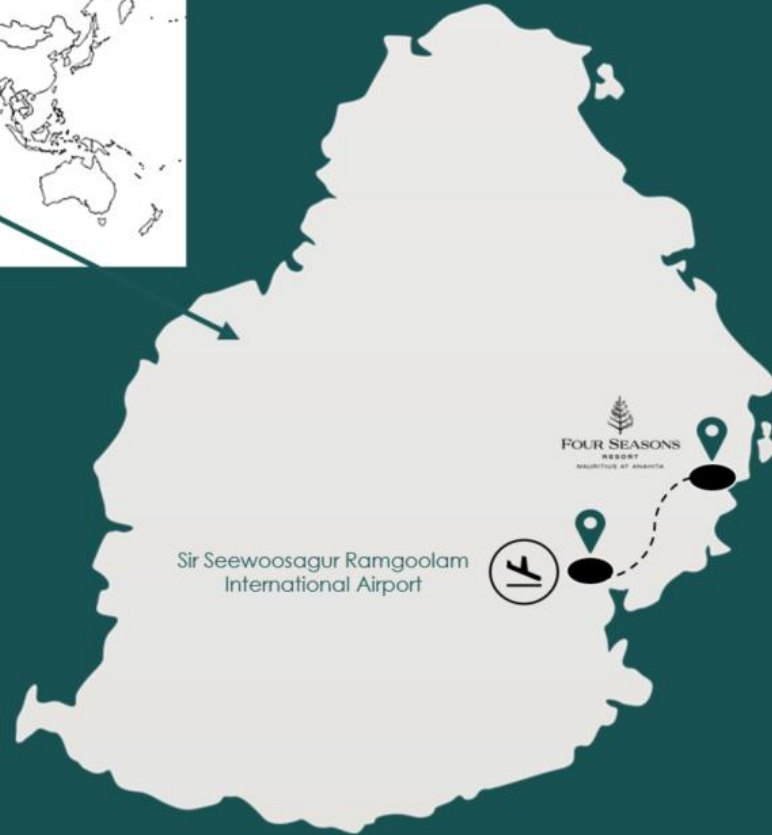 FOUR SEASONS
RESORT
MAURITIUS AT ANAHITA
Sir Seewoosagur Ramgoolam
International Airport